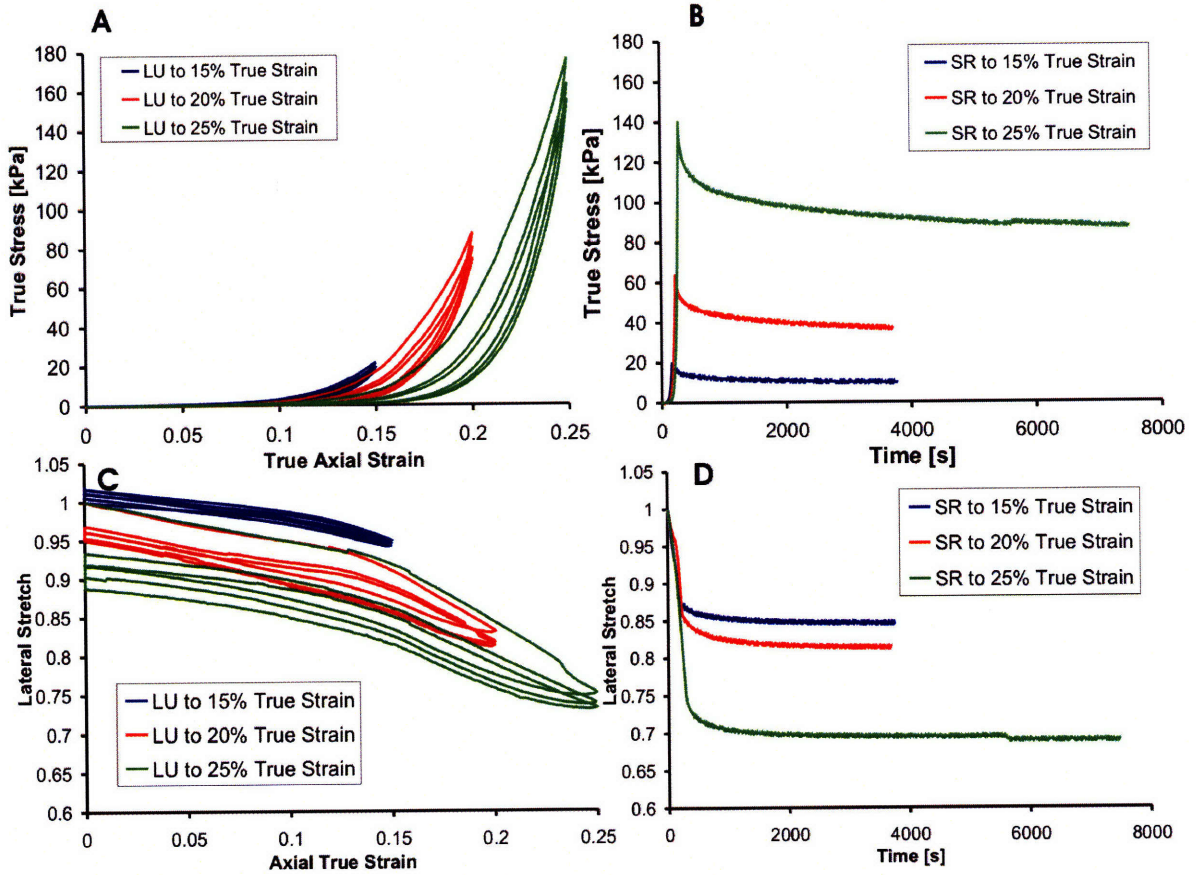 A
180
160
140
120
100
80
60
40
20
0
True Stress [kPa]
LU to 15% True Strain
LU to 20% True Strain
LU to 25% True Strain
0 0.05 0.1 0.15 0.2 0.25
True Axial Strain
B
180
160
140
120
100
80
60
40
20
0
True Stress [kPa]
SR to 15% True Strain
SR to 20% True Strain
SR to 25% True Strain
0 2000 4000 6000 8000
Time [s]
C
1.05
1
0.95
0.9
0.85
0.8
0.75
0.7
0.65
0.6
Lateral Stretch
LU to 15% True Strain
LU to 20% True Strain
LU to 25% True Strain
0 0.05 0.1 0.15 0.2 0.25
Axial True Strain
D
1.05
1
0.95
0.9
0.85
0.8
0.75
0.7
0.65
0.6
Lateral Stretch
SR to 15% True Strain
SR to 20% True Strain
SR to 25% True Strain
0 2000 4000 6000 8000
Time [s]